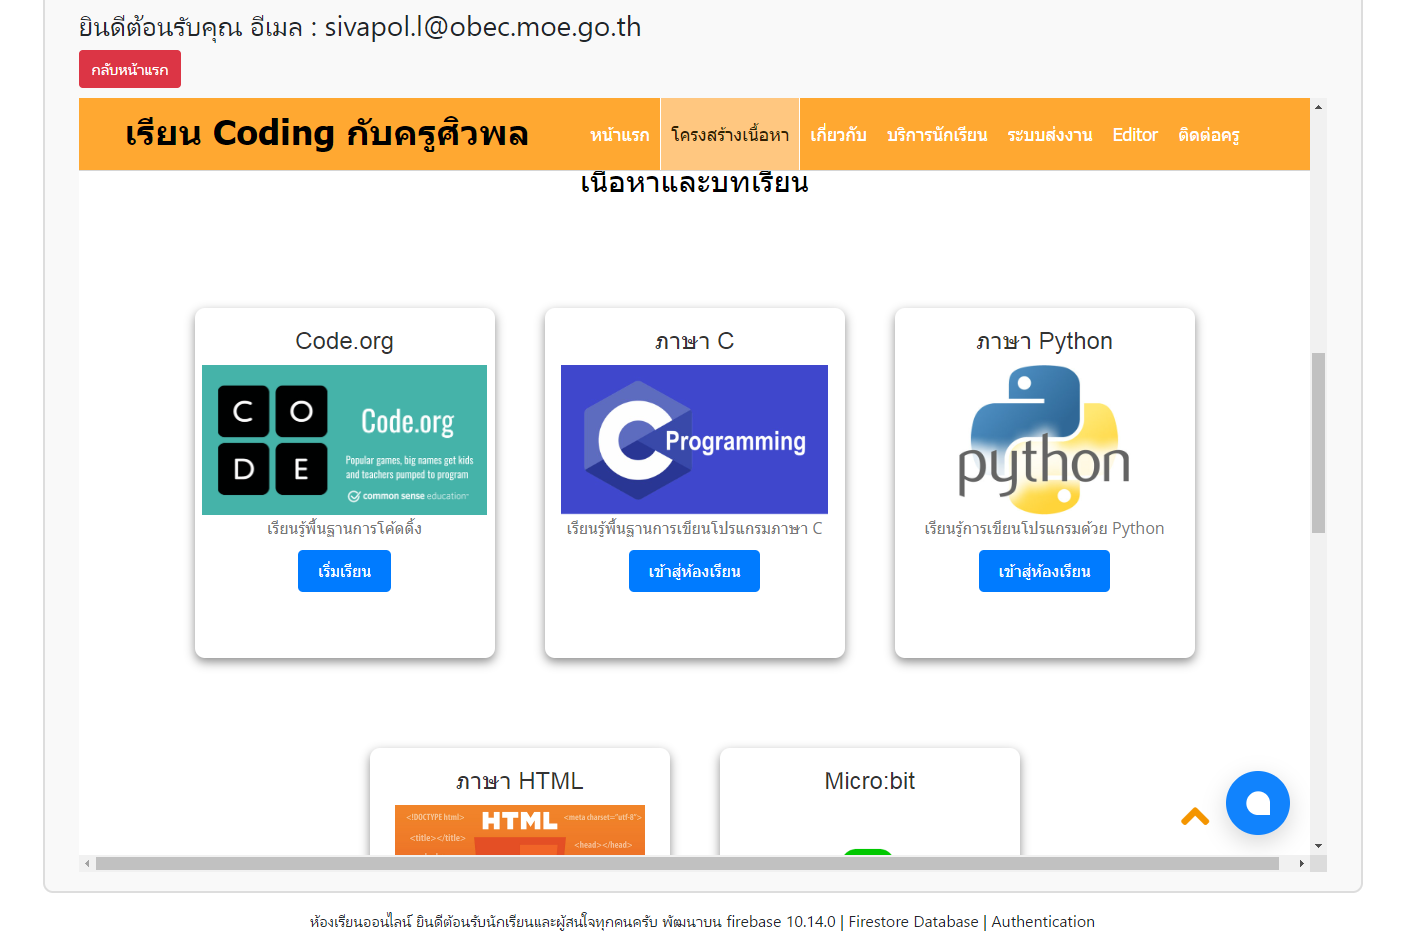 ยินดีต้อนรับคุณ อีเมล : sivapol.l@obec.moe.go.th
กลับหน้าแรก
เรียน Coding กับครูศิวพล
หน้าแรก โครงสร้างเนื้อหา เกี่ยวกับ บริการนักเรียน ระบบส่งงาน Editor ติดต่อครู
เนื้อหาและบทเรียน
Code.org
C O D E
Code.org
Popular games, big names get kids
and teachers pumped to program
common sense education
เรียนรู้พื้นฐานการโค้ดดิ้ง
เริ่มเรียน
ภาษา C
C Programming
เรียนรู้พื้นฐานการเขียนโปรแกรมภาษา C
เข้าสู่ห้องเรียน
ภาษา Python
python
เรียนรู้การเขียนโปรแกรมด้วย Python
เข้าสู่ห้องเรียน
ภาษา HTML
<!DOCTYPE html> HTML <meta charset="utf-8">
<title></title>
<head></head>
Micro:bit
ห้องเรียนออนไลน์ ยินดีต้อนรับนักเรียนและผู้สนใจทุกคนครับ พัฒนาบน firebase 10.14.0 | Firestore Database | Authentication